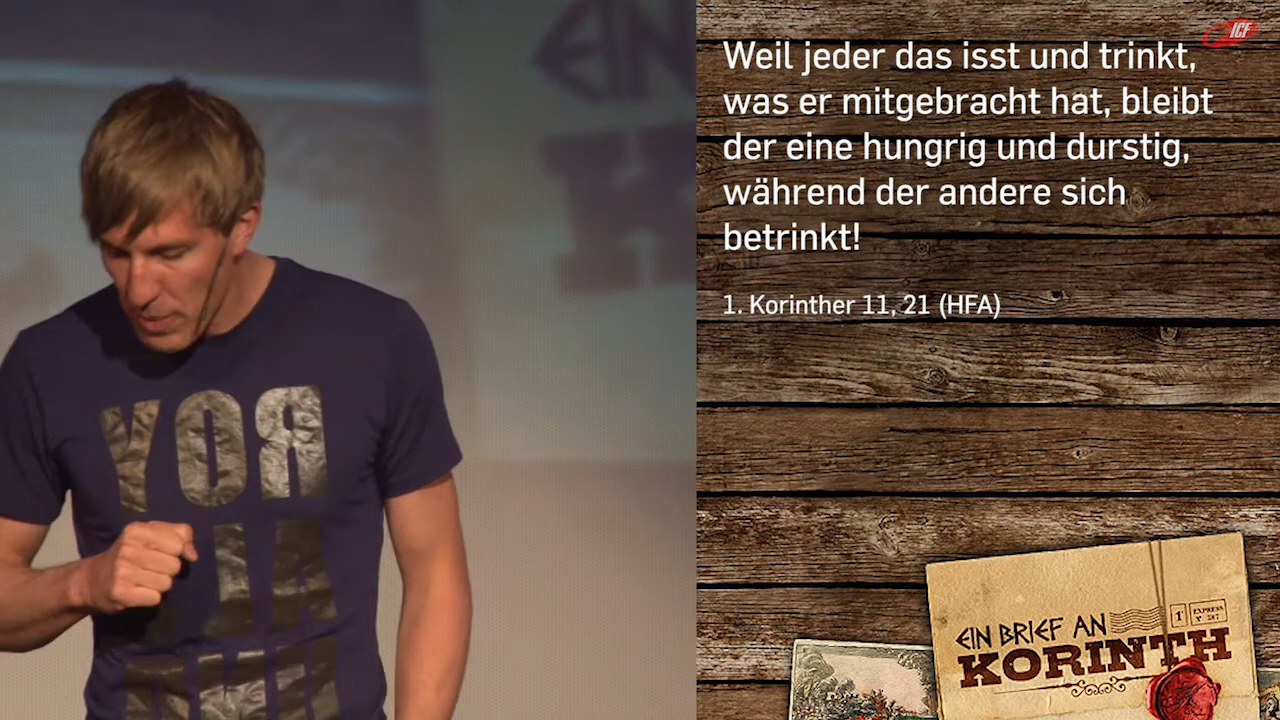 ICF
Weil jeder das isst und trinkt,
was er mitgebracht hat, bleibt
der eine hungrig und durstig,
während der andere sich
betrinkt!
1. Korinther 11, 21 (HFA)
EIN BRIEF AN
KORINTH
EXPRESS
EIN
K